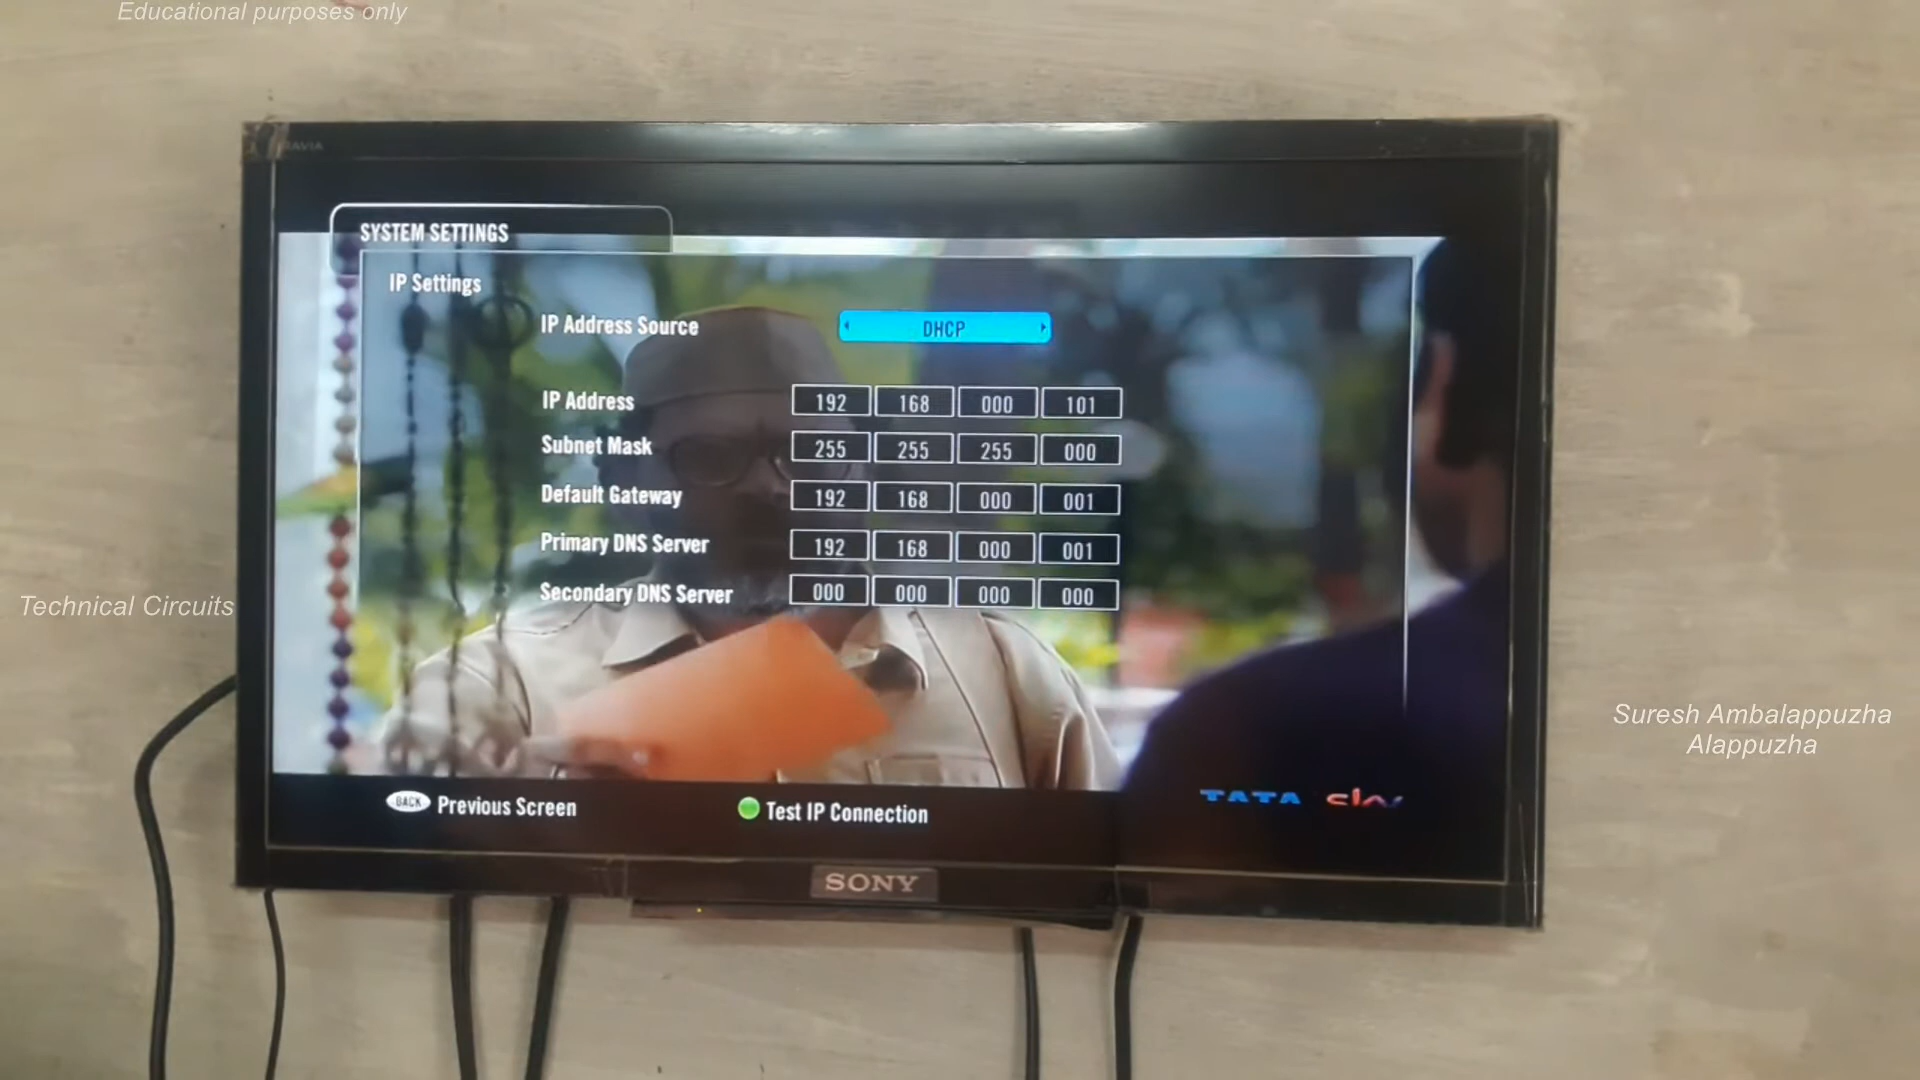 Educational purposes only
BRAVIA
SYSTEM SETTINGS
IP Settings
IP Address Source DHCP
IP Address 192 168 000 101
Subnet Mask 255 255 255 000
Default Gateway 192 168 000 001
Primary DNS Server 192 168 000 001
Secondary DNS Server 000 000 000 000
Technical Circuits
Suresh Ambalappuzha
Alappuzha
BACK Previous Screen
Test IP Connection
TATA
SONY